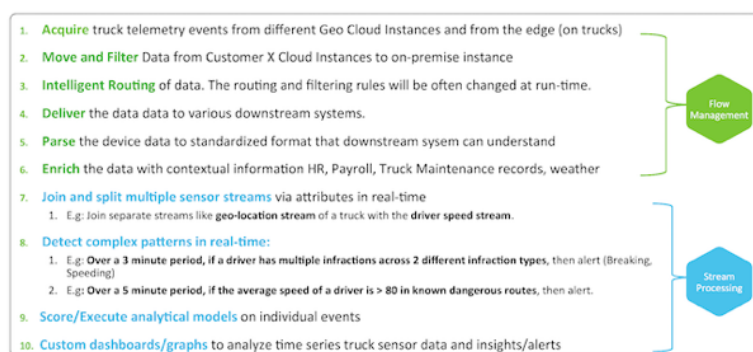 1. Acquire truck telemetry events from different Geo Cloud Instances and from the edge (on trucks)
2. Move and Filter Data from Customer X Cloud Instances to on-premise instance
3. Intelligent Routing of data. The routing and filtering rules will be often changed at run-time.
4. Deliver the data data to various downstream systems.
5. Parse the device data to standardized format that downstream sysem can understand
6. Enrich the data with contextual information HR, Payroll, Truck Maintenance records, weather
Flow
Management
7. Join and split multiple sensor streams via attributes in real-time
1. E.g: Join separate streams like geo-location stream of a truck with the driver speed stream.
8. Detect complex patterns in real-time:
1. E.g: Over a 3 minute period, if a driver has multiple infractions across 2 different infraction types, then alert (Breaking,
Speeding)
2. E.g: Over a 5 minute period, if the average speed of a driver is > 80 in known dangerous routes, then alert.
9. Score/Execute analytical models on individual events
10. Custom dashboards/graphs to analyze time series truck sensor data and insights/alerts
Stream
Processing